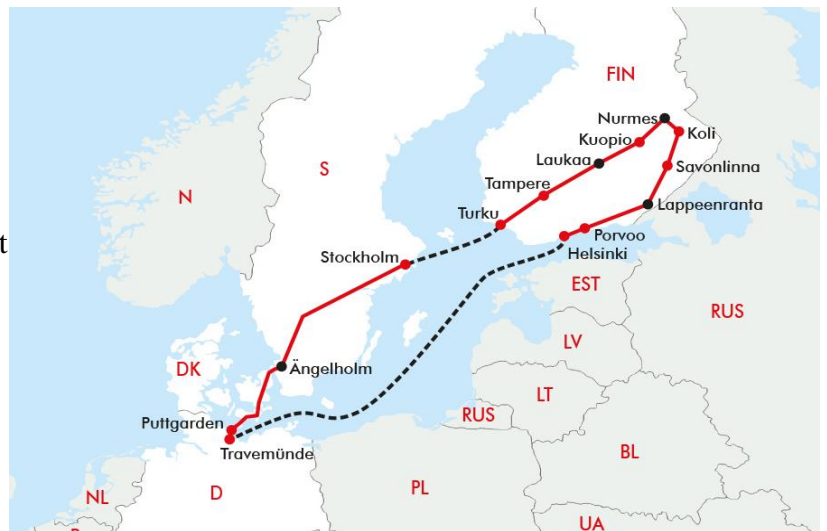 FIN
Nurmes
Koli
Kuopio
Laukaa
S
Savonlinna
Tampere
N
Lappeenranta
Turku
t
Porvoo
Stockholm
Helsinki
EST
RUS
LV
DK
Ängelholm
LT
RUS
Puttgarden
BL
Travemünde
PL
D
NL
UA